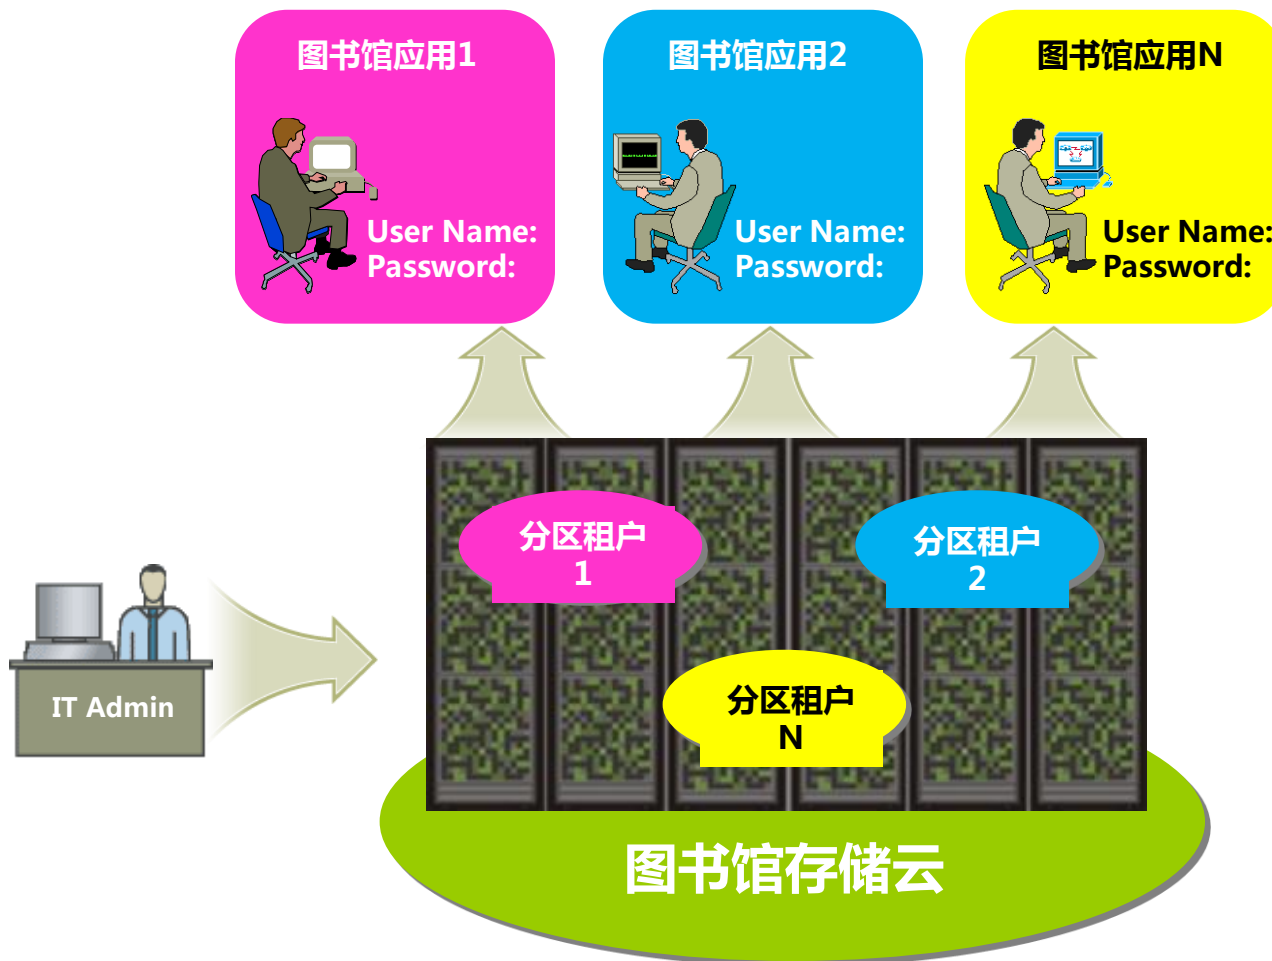 图书馆应用1
图书馆应用2
图书馆应用N
User Name:
Password:
User Name:
Password:
User Name:
Password:
分区租户
1
分区租户
2
分区租户
N
IT Admin
图书馆存储云